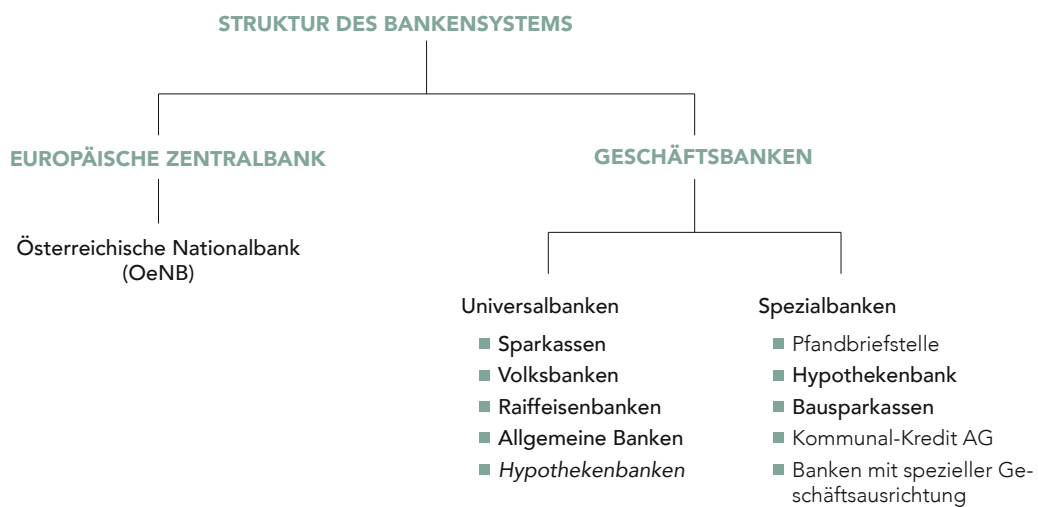 STRUKTUR DES BANKENSYSTEMS
EUROPÄISCHE ZENTRALBANK
Österreichische Nationalbank
(OeNB)
GESCHÄFTSBANKEN
Universalbanken
Sparkassen
Volksbanken
Raiffeisenbanken
Allgemeine Banken
Hypothekenbanken
Spezialbanken
Pfandbriefstelle
Hypothekenbank
Bausparkassen
Kommunal-Kredit AG
Banken mit spezieller Ge-
schäftsausrichtung